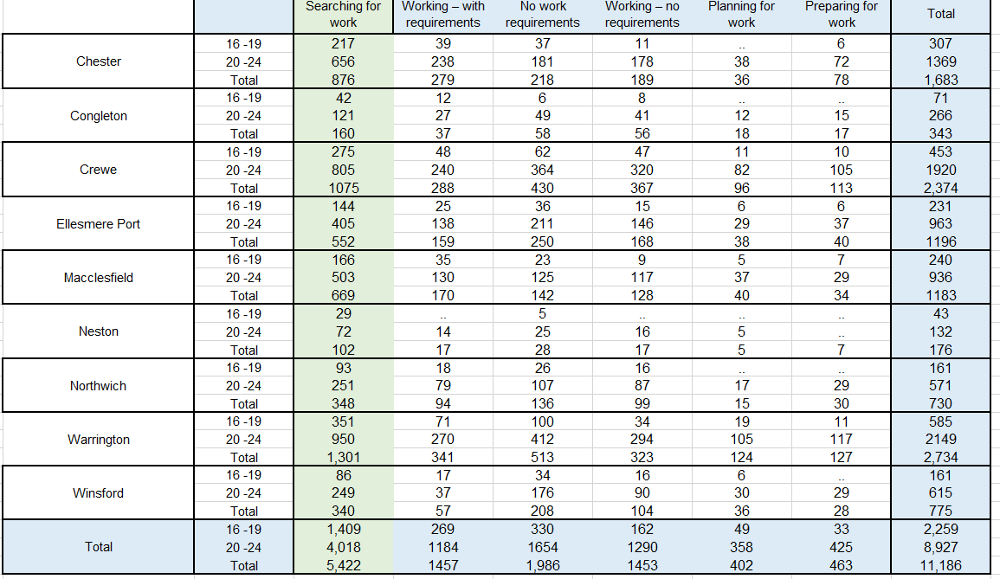 Searching for work Working – with requirements No work requirements Working – no requirements Planning for work Preparing for work Total
16 -19 217 39 37 11 .. 6 307
Chester 20 -24 656 238 181 178 38 72 1369
Total 876 279 218 189 36 78 1,683
16 -19 42 12 6 8 .. .. 71
Congleton 20 -24 121 27 49 41 12 15 266
Total 160 37 58 56 18 17 343
16 -19 275 48 62 47 11 10 453
Crewe 20 -24 805 240 364 320 82 105 1920
Total 1075 288 430 367 96 113 2,374
16 -19 144 25 36 15 6 6 231
Ellesmere Port 20 -24 405 138 211 146 29 37 963
Total 552 159 250 168 38 40 1196
16 -19 166 35 23 9 5 7 240
Macclesfield 20 -24 503 130 125 117 37 29 936
Total 669 170 142 128 40 34 1183
16 -19 29 .. 5 .. .. .. 43
Neston 20 -24 72 14 25 16 5 .. 132
Total 102 17 28 17 5 7 176
16 -19 93 18 26 16 .. .. 161
Northwich 20 -24 251 79 107 87 17 29 571
Total 348 94 136 99 15 30 730
16 -19 351 71 100 34 19 11 585
Warrington 20 -24 950 270 412 294 105 117 2149
Total 1,301 341 513 323 124 127 2,734
16 -19 86 17 34 16 6 .. 161
Winsford 20 -24 249 37 176 90 30 29 615
Total 340 57 208 104 36 28 775
16 -19 1,409 269 330 162 49 33 2,259
Total 20 -24 4,018 1184 1654 1290 358 425 8,927
Total 5,422 1457 1,986 1453 402 463 11,186